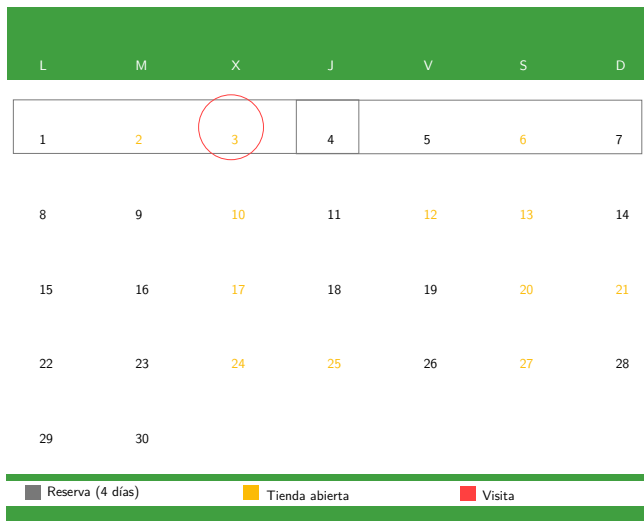 L M X J V S D
1 2 3 4 5 6 7
8 9 10 11 12 13 14
15 16 17 18 19 20 21
22 23 24 25 26 27 28
29 30
Reserva (4 días) Tienda abierta Visita